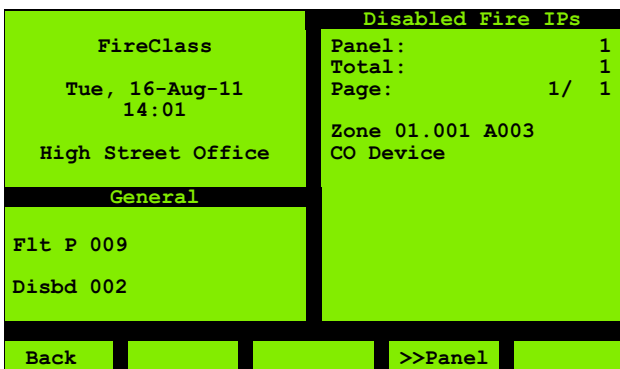 FireClass
Tue, 16-Aug-11
14:01
High Street Office
General
Flt P 009
Disbd 002
Disabled Fire IPs
Panel: 1
Total: 1
Page: 1/ 1
Zone 01.001 A003
CO Device
Back
>>Panel